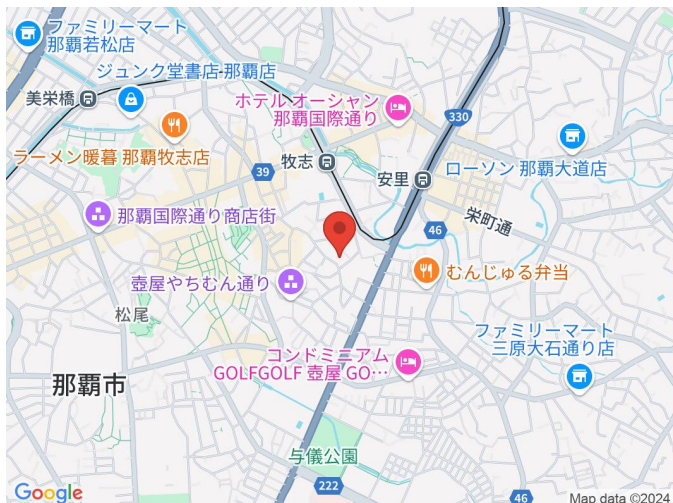 ファミリーマート
那覇若松店
ジュンク堂書店 那覇店
美栄橋
ホテル オーシャン
那覇国際通り
330
ラーメン暖暮 那覇牧志店
牧志
ローソン 那覇大道店
39
安里
那覇国際通り商店街
栄町通
46
壺屋やちむん通り
むんじゅる弁当
松尾
ファミリーマート
三原大石通り店
コンドミニアム
GOLFGOLF 壺屋 GO…
那覇市
与儀公園
222
46
Google
Map data ©2024